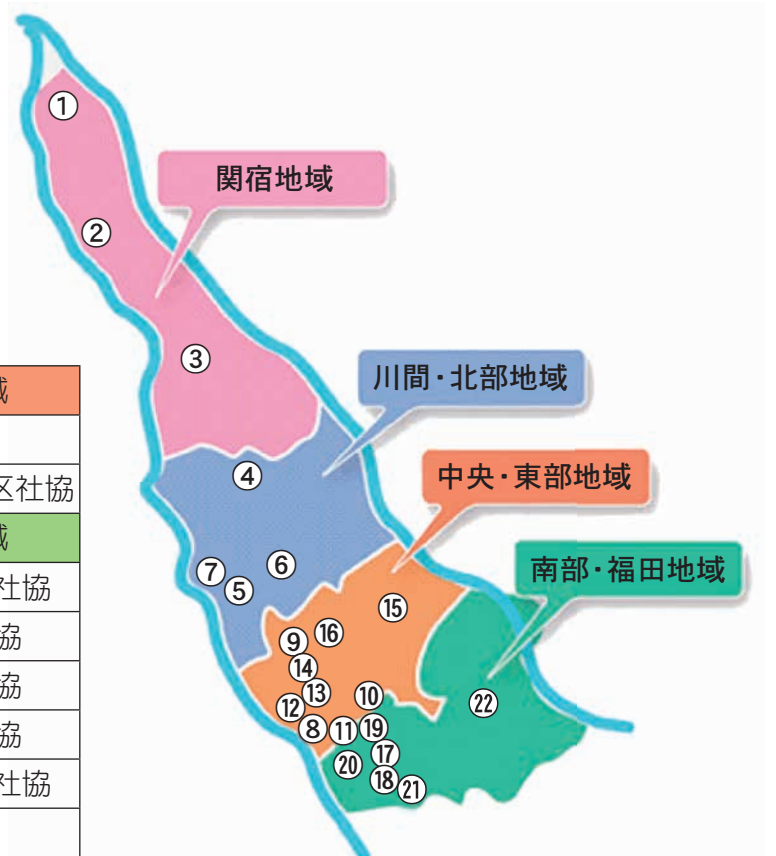 ①
関宿地域
②
③
川間・北部地域
④
中央・東部地域
⑥
⑦
⑤
南部・福田地域
⑮
⑯
⑨
⑭
⑬
⑩
⑫
⑧
⑪
⑲
㉒
⑰
⑳
⑱
㉑
域
区社協
域
社協
協
協
協
社協